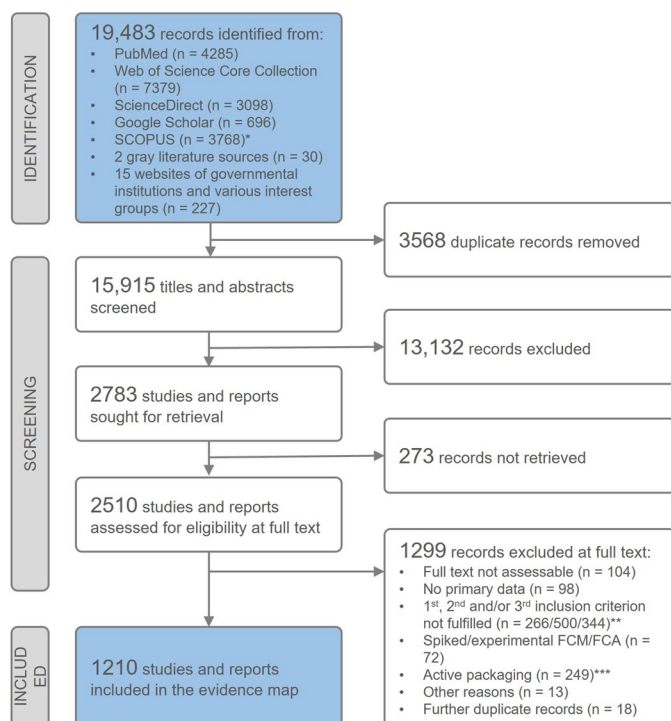 IDENTIFICATION
19,483 records identified from:
• PubMed (n = 4285)
• Web of Science Core Collection
(n = 7379)
• ScienceDirect (n = 3098)
• Google Scholar (n = 696)
• SCOPUS (n = 3768)*
• 2 gray literature sources (n = 30)
• 15 websites of governmental
institutions and various interest
groups (n = 227)
3568 duplicate records removed
SCREENING
15,915 titles and abstracts
screened
13,132 records excluded
2783 studies and reports
sought for retrieval
273 records not retrieved
2510 studies and reports
assessed for eligibility at full text
1299 records excluded at full text:
• Full text not assessable (n = 104)
• No primary data (n = 98)
• 1st, 2nd and/or 3rd inclusion criterion
not fulfilled (n = 266/500/344)**
• Spiked/experimental FCM/FCA (n =
72)
• Active packaging (n = 249)***
• Other reasons (n = 13)
• Further duplicate records (n = 18)
INCLUD
ED
1210 studies and reports
included in the evidence map